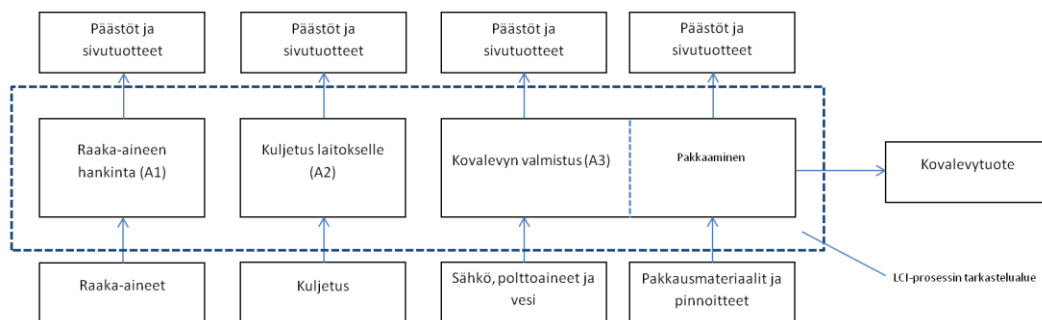 Päästöt ja
sivutuotteet
Päästöt ja
sivutuotteet
Päästöt ja
sivutuotteet
Päästöt ja
sivutuotteet
Raaka-aineen
hankinta (A1)
Kuljetus laitokselle
(A2)
Kovalevyn valmistus (A3)
Pakkaaminen
Kovalevytuote
Raaka-aineet
Kuljetus
Sähkö, polttoaineet ja
vesi
Pakkausmateriaalit ja
pinnoitteet
LCI-prosessin tarkastelualue